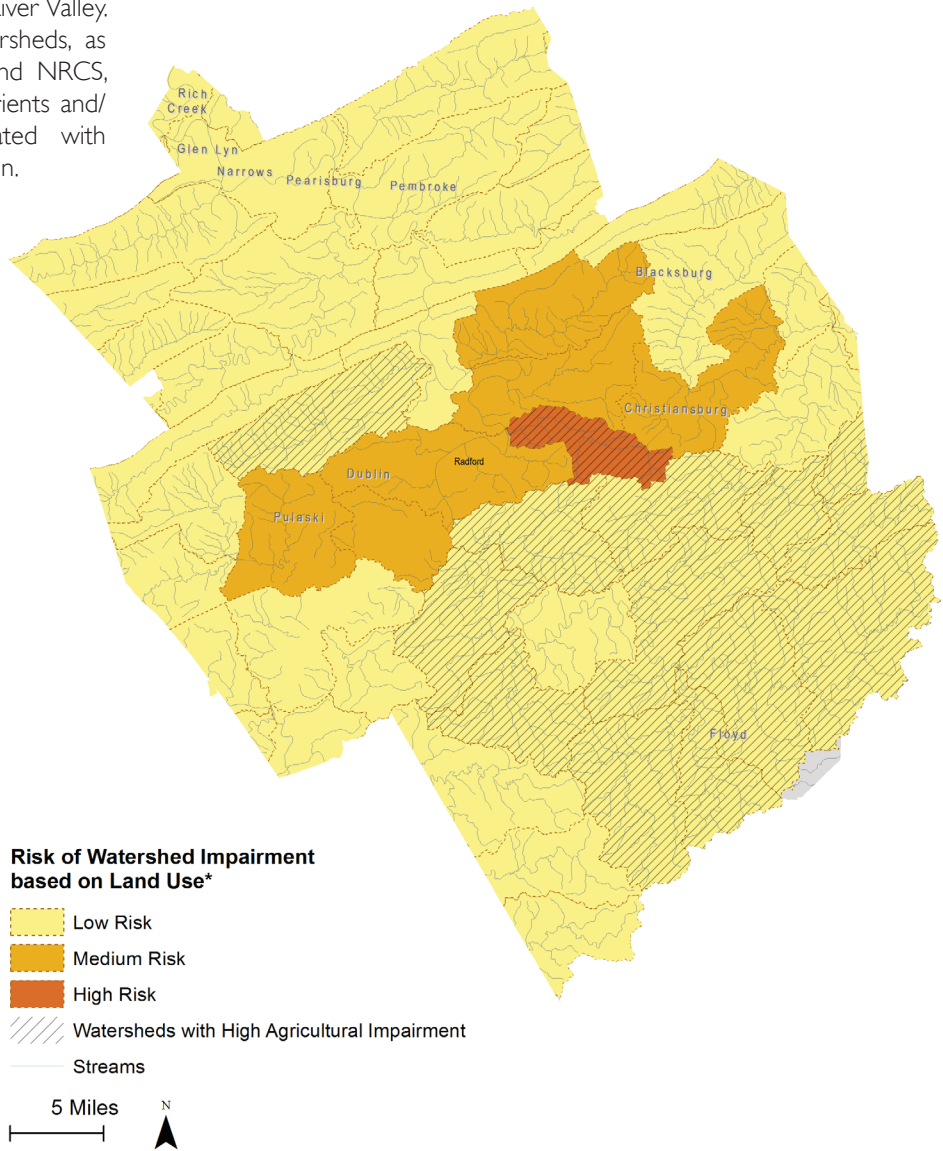 iver Valley.
rsheds, as
nd NRCS,
rients and/
ated with
n.
Rich
Creek
Glen Lyn
Narrows
Pearisburg
Pembroke
Blacksburg
Christiansburg
Radford
Dublin
Pulaski
Floyd
Risk of Watershed Impairment
based on Land Use*
Low Risk
Medium Risk
High Risk
Watersheds with High Agricultural Impairment
Streams
5 Miles
N